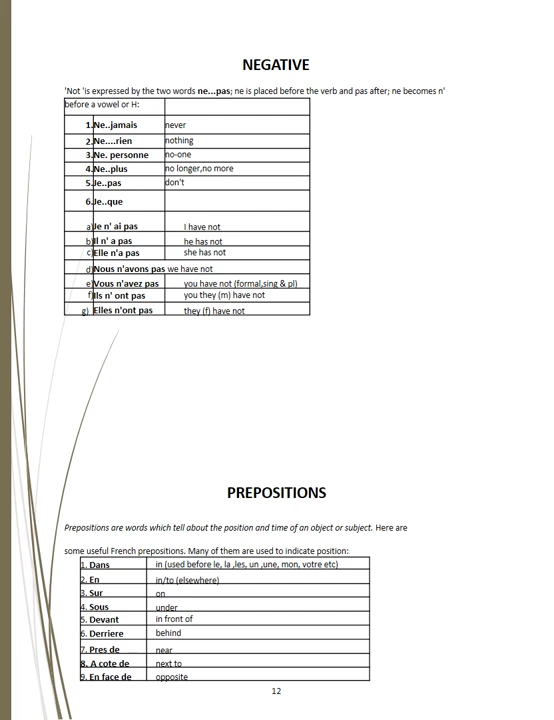 NEGATIVE
'Not 'is expressed by the two words ne...pas; ne is placed before the verb and pas after; ne becomes n'
before a vowel or H:
1.Ne..jamais never
2.Ne....rien nothing
3.Ne. personne no-one
4.Ne..plus no longer,no more
5.Je..pas don't
6.Je..que
a)Je n' ai pas I have not
b)Il n' a pas he has not
c)Elle n'a pas she has not
d)Nous n'avons pas we have not
e)Vous n'avez pas you have not (formal,sing & pl)
f)Ils n' ont pas you they (m) have not
g) Elles n'ont pas they (f) have not
PREPOSITIONS
Prepositions are words which tell about the position and time of an object or subject. Here are
some useful French prepositions. Many of them are used to indicate position:
1. Dans in (used before le, la ,les, un ,une, mon, votre etc)
2. En in/to (elsewhere)
3. Sur on
4. Sous under
5. Devant in front of
6. Derriere behind
7. Pres de near
8. A cote de next to
9. En face de opposite
12